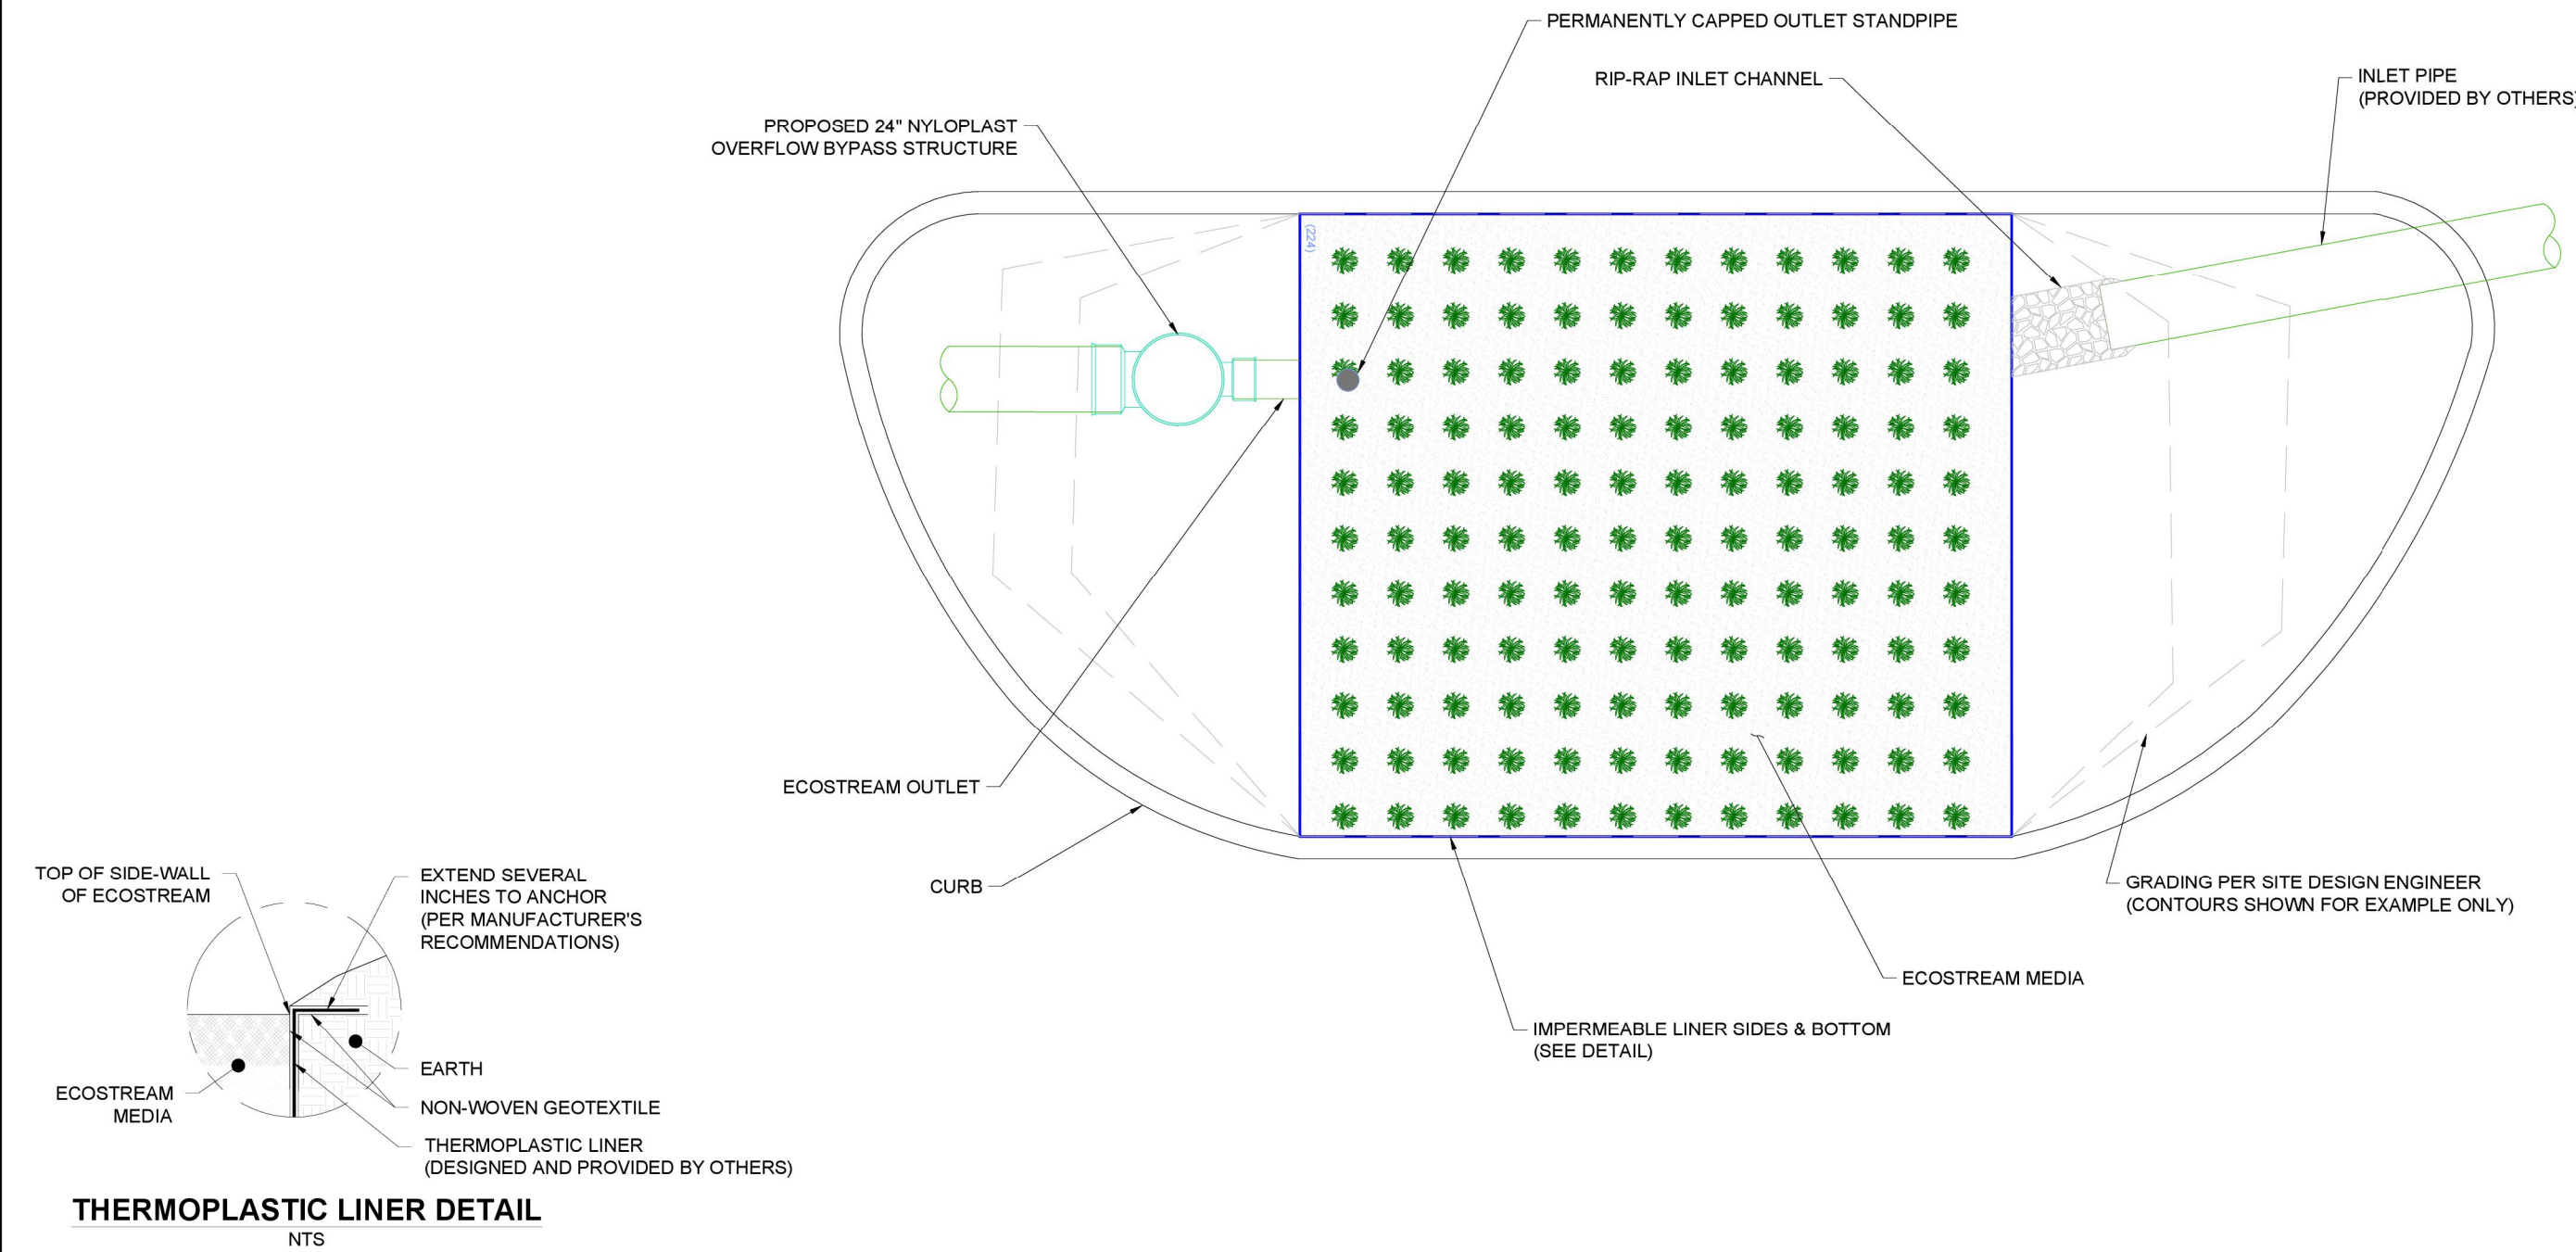 PERMANENTLY CAPPED OUTLET STANDPIPE
RIP-RAP INLET CHANNEL
INLET PIPE
(PROVIDED BY OTHERS)
PROPOSED 24" NYLOPLAST
OVERFLOW BYPASS STRUCTURE
(224)
ECOSTREAM OUTLET
CURB
GRADING PER SITE DESIGN ENGINEER
(CONTOURS SHOWN FOR EXAMPLE ONLY)
ECOSTREAM MEDIA
IMPERMEABLE LINER SIDES & BOTTOM
(SEE DETAIL)
TOP OF SIDE-WALL
OF ECOSTREAM
EXTEND SEVERAL
INCHES TO ANCHOR
(PER MANUFACTURER'S
RECOMMENDATIONS)
EARTH
ECOSTREAM
MEDIA
NON-WOVEN GEOTEXTILE
THERMOPLASTIC LINER
(DESIGNED AND PROVIDED BY OTHERS)
THERMOPLASTIC LINER DETAIL
NTS